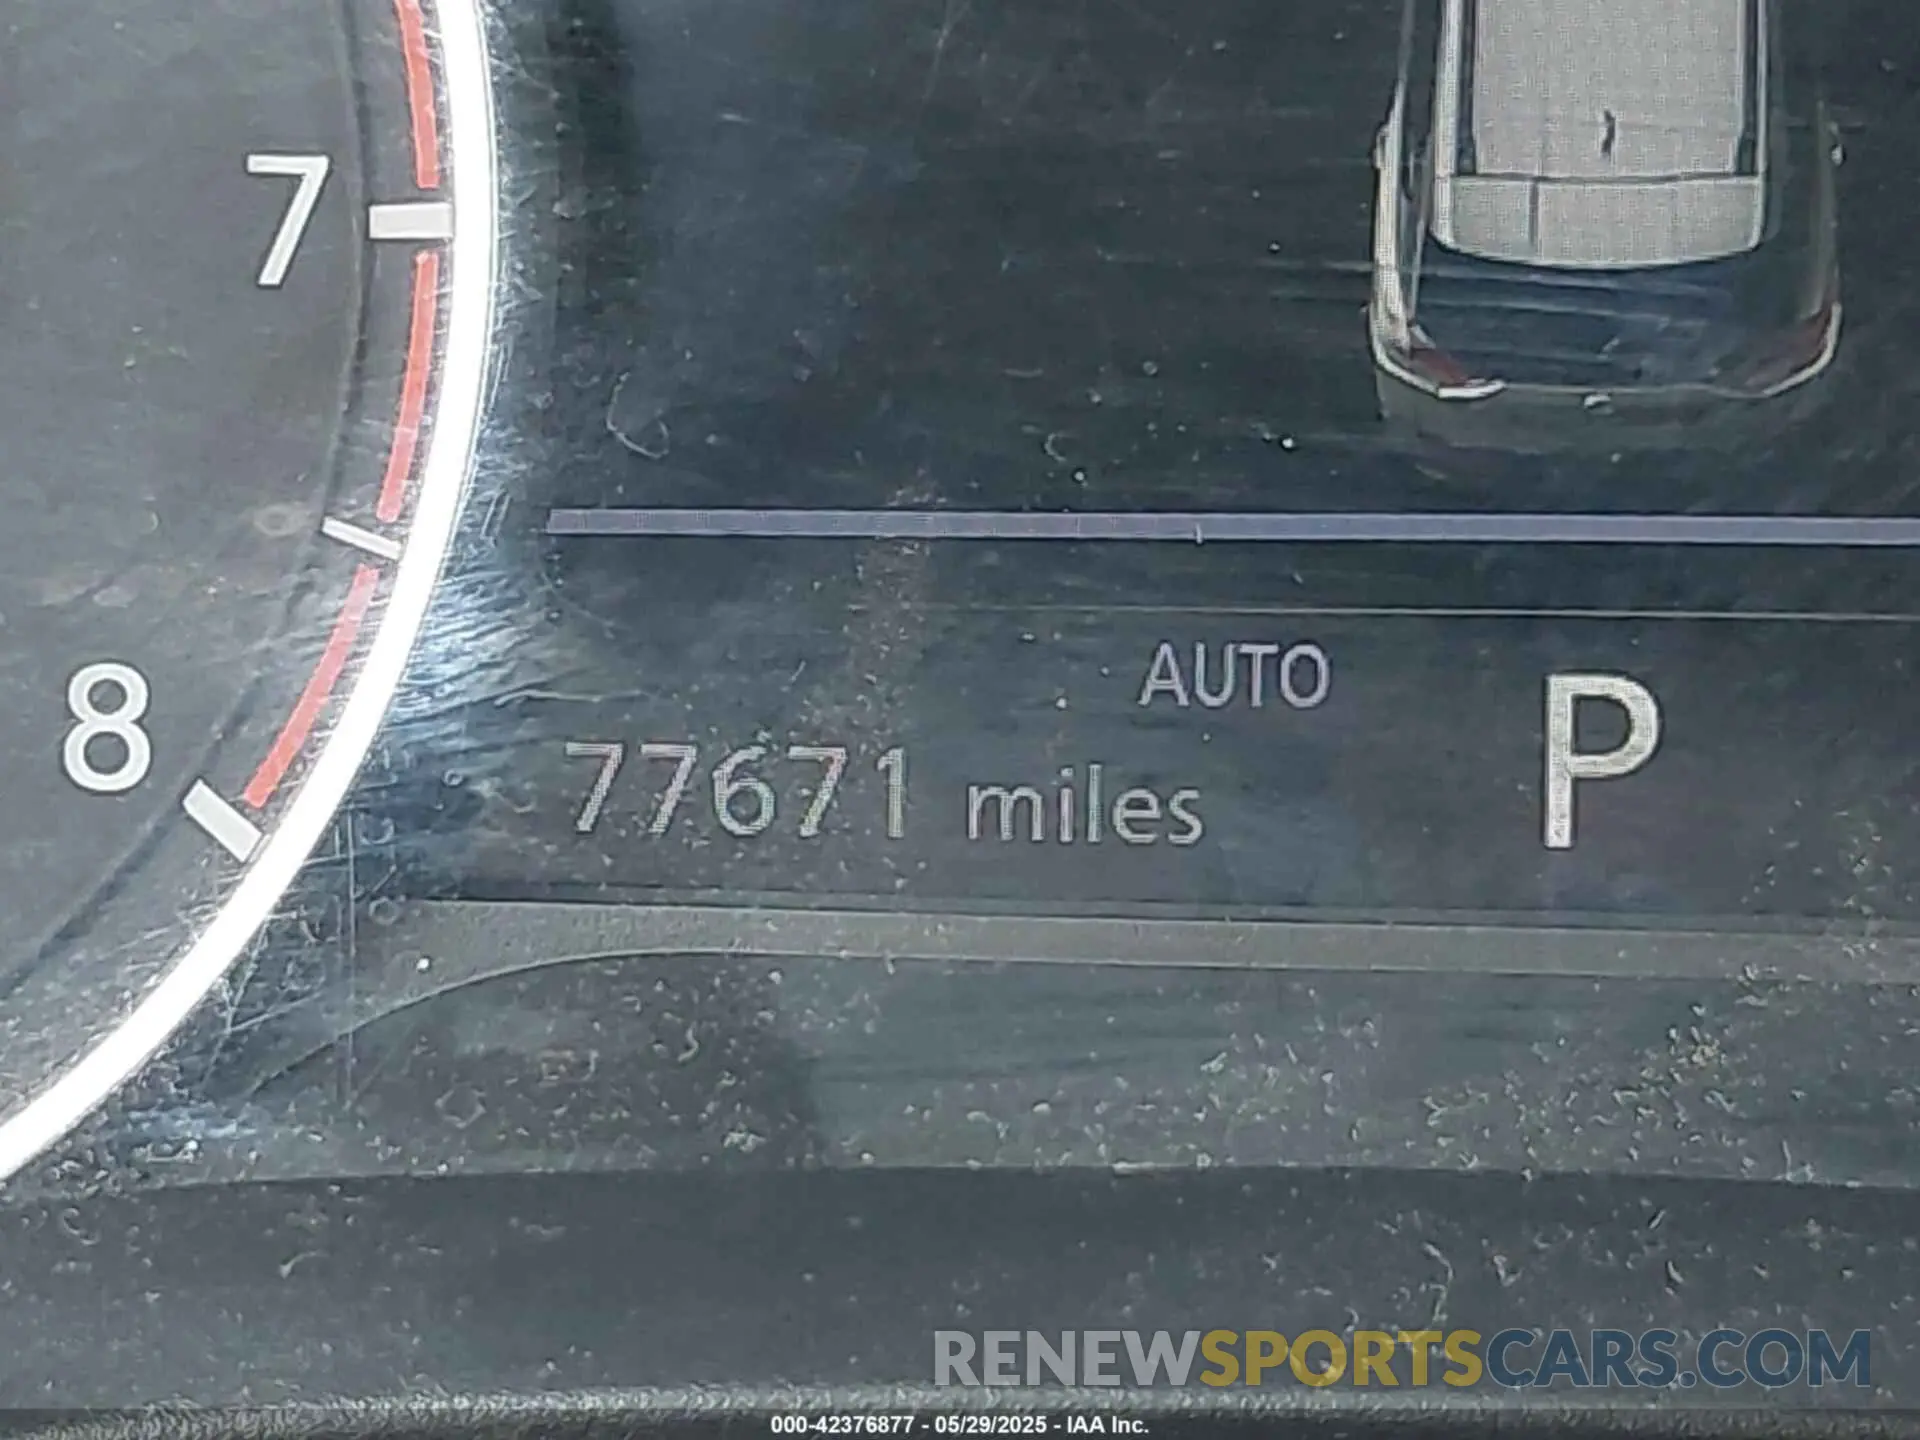 7
8
AUTO
P
77671 miles
RENEWSPORTSCARS.COM
000-42376877 - 05/29/2025 - IAA Inc.